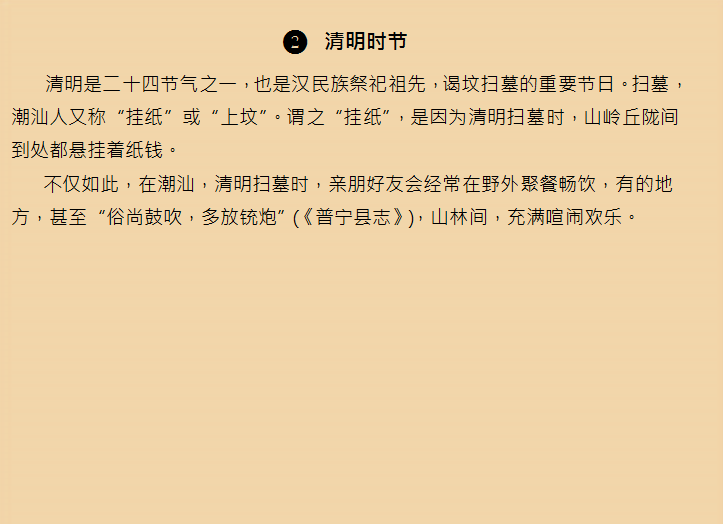 2 清明时节
清明是二十四节气之一，也是汉民族祭祀祖先，谒坟扫墓的重要节日。扫墓，
潮汕人又称“挂纸”或“上坟”。谓之“挂纸”，是因为清明扫墓时，山岭丘陇间
到处都悬挂着纸钱。
不仅如此，在潮汕，清明扫墓时，亲朋好友会经常在野外聚餐畅饮，有的地
方，甚至“俗尚鼓吹，多放铳炮”(《普宁县志》)，山林间，充满喧闹欢乐。